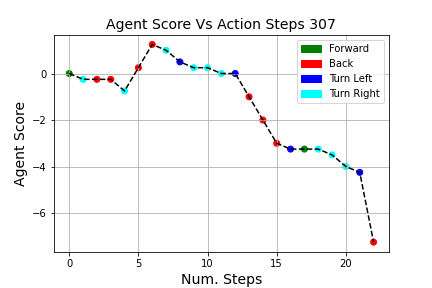 Agent Score Vs Action Steps 307
Forward
Back
Turn Left
Turn Right
Agent Score
0
−2
−4
−6
0
5
10
15
20
Num. Steps